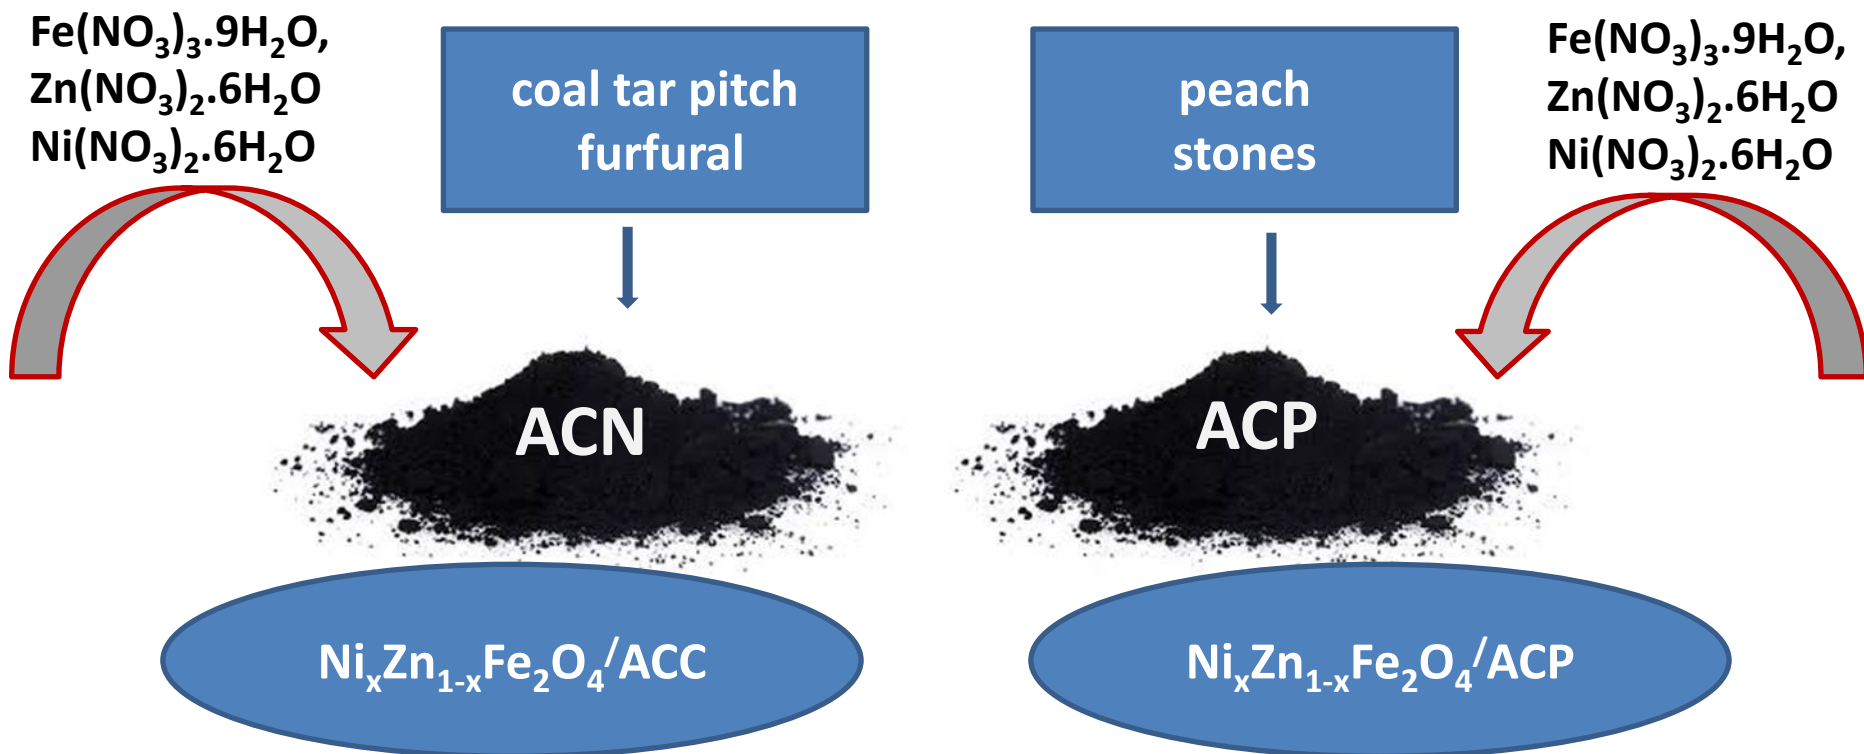 Fe(NO₃)₃.9H₂O,
Zn(NO₃)₂.6H₂O
Ni(NO₃)₂.6H₂O
coal tar pitch
furfural
peach
stones
Fe(NO₃)₃.9H₂O,
Zn(NO₃)₂.6H₂O
Ni(NO₃)₂.6H₂O
ACN
ACP
NiₓZn₁₋ₓFe₂O₄/ACC
NiₓZn₁₋ₓFe₂O₄/ACP